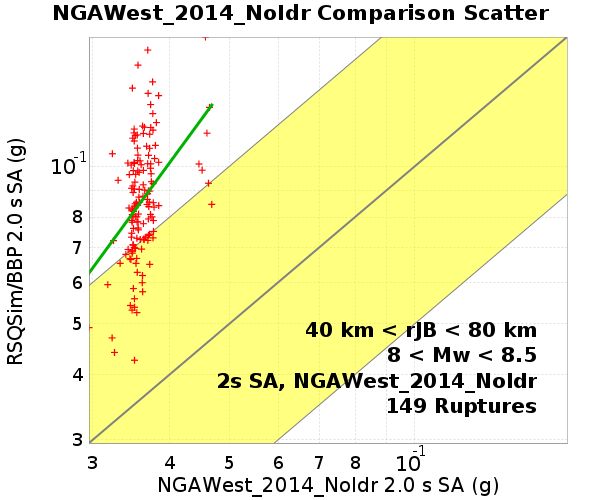 NGAWest_2014_NoIdr Comparison Scatter
RSQSim/BBP 2.0 s SA (g)
10-1
8
7
6
5
4
3
40 km < rJB < 80 km
8 < Mw < 8.5
2s SA, NGAWest_2014_NoIdr
149 Ruptures
3 4 5 6 7 8 10-1
NGAWest_2014_NoIdr 2.0 s SA (g)